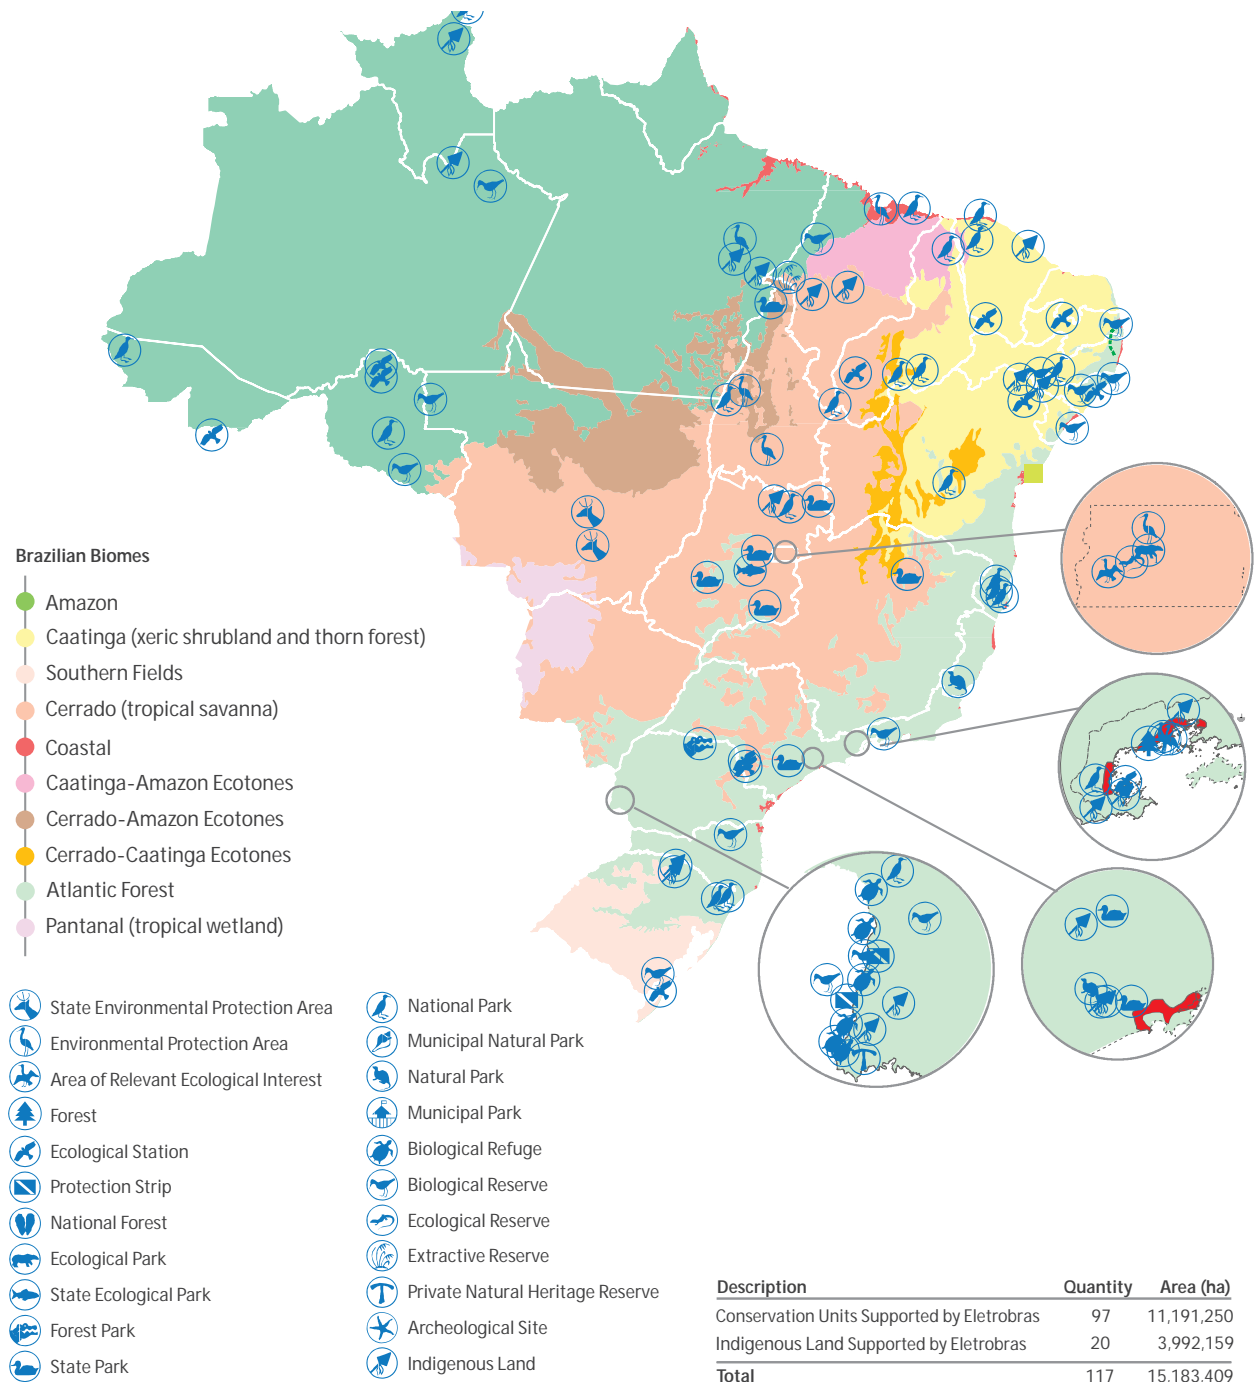 Brazilian Biomes
Amazon
Caatinga (xeric shrubland and thorn forest)
Southern Fields
Cerrado (tropical savanna)
Coastal
Caatinga-Amazon Ecotones
Cerrado-Amazon Ecotones
Cerrado-Caatinga Ecotones
Atlantic Forest
Pantanal (tropical wetland)
State Environmental Protection Area
Environmental Protection Area
Area of Relevant Ecological Interest
Forest
Ecological Station
Protection Strip
National Forest
Ecological Park
State Ecological Park
Forest Park
State Park
National Park
Municipal Natural Park
Natural Park
Municipal Park
Biological Refuge
Biological Reserve
Ecological Reserve
Extractive Reserve
Private Natural Heritage Reserve
Archeological Site
Indigenous Land
Description Quantity Area (ha)
Conservation Units Supported by Eletrobras 97 11,191,250
Indigenous Land Supported by Eletrobras 20 3,992,159
Total 117 15,183,409